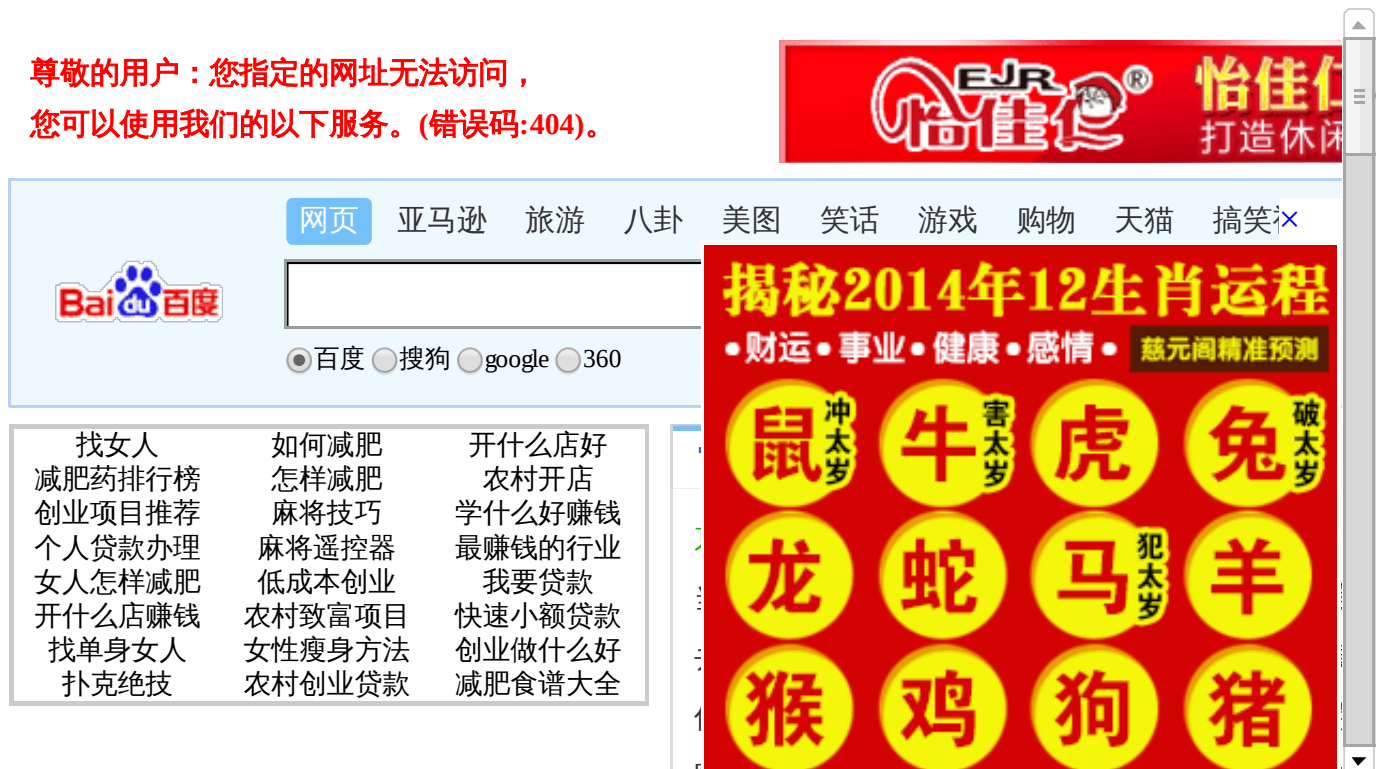 尊敬的用户：您指定的网址无法访问，
您可以使用我们的以下服务。(错误码:404)。
EJR
怡佳仁®
怡佳仁
打造休闲
网页 亚马逊 旅游 八卦 美图 笑话 游戏 购物 天猫 搞笑
×
Bai du 百度
百度 搜狗 google 360
揭秘2014年12生肖运程
•财运•事业•健康•感情• 慈元阁精准预测
鼠 冲太岁 牛 害太岁 虎 兔 破太岁
龙 蛇 马 犯太岁 羊
猴 鸡 狗 猪
找女人 如何减肥 开什么店好
减肥药排行榜 怎样减肥 农村开店
创业项目推荐 麻将技巧 学什么好赚钱
个人贷款办理 麻将遥控器 最赚钱的行业
女人怎样减肥 低成本创业 我要贷款
开什么店赚钱 农村致富项目 快速小额贷款
找单身女人 女性瘦身方法 创业做什么好
扑克绝技 农村创业贷款 减肥食谱大全